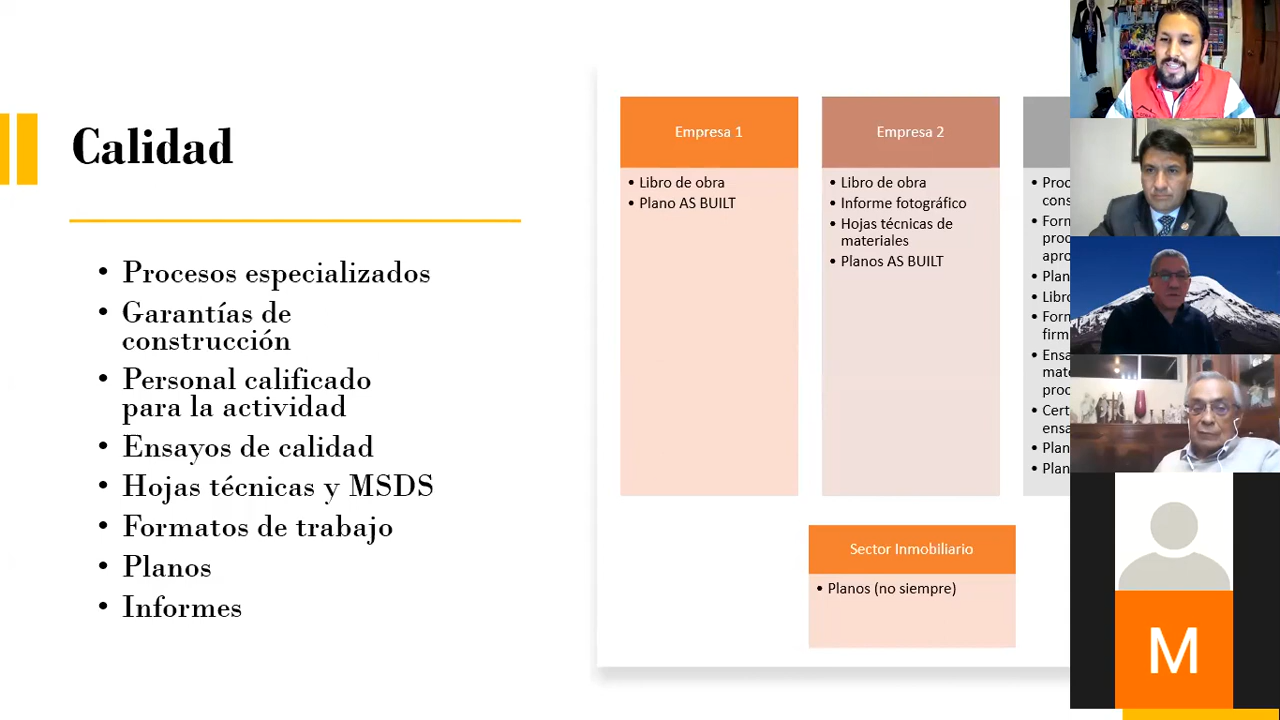 Calidad
• Procesos especializados
• Garantías de
construcción
• Personal calificado
para la actividad
• Ensayos de calidad
• Hojas técnicas y MSDS
• Formatos de trabajo
• Planos
• Informes
Empresa 1
• Libro de obra
• Plano AS BUILT
Empresa 2
• Libro de obra
• Informe fotográfico
• Hojas técnicas de
materiales
• Planos AS BUILT
Sector Inmobiliario
• Planos (no siempre)
M